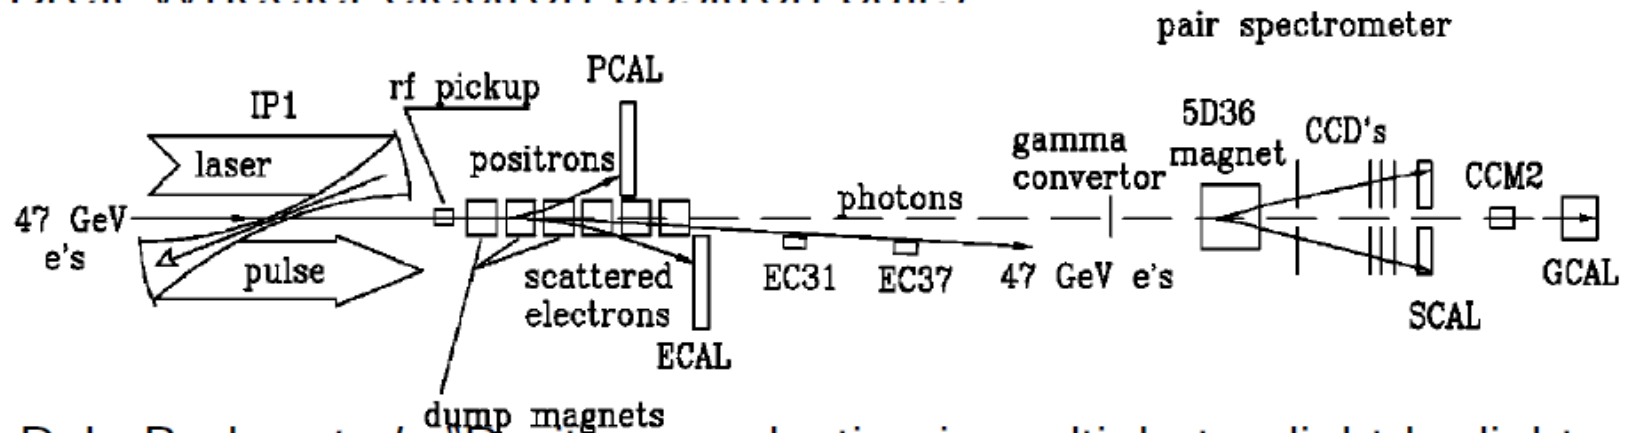 pair spectrometer
PCAL
rf pickup
IP1
5D36
magnet
CCD's
gamma
convertor
laser
positrons
CCM2
photons
47 GeV
e's
pulse
scattered
electrons
EC31
EC37
47 GeV e's
GCAL
SCAL
ECAL
dump magnets